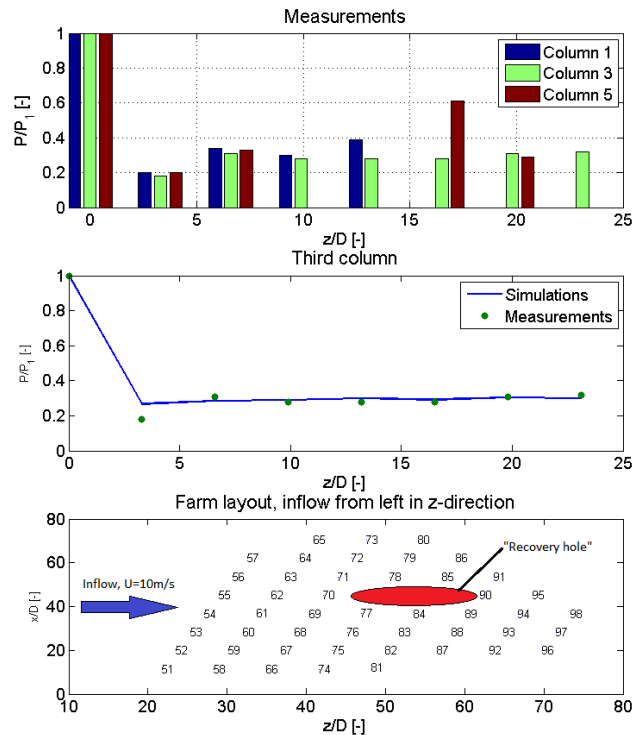 Measurements
P/P1 [-]
1
0.8
0.6
0.4
0.2
0
Column 1
Column 3
Column 5
0 5 10 15 20 25
z/D [-]
Third column
P/P1 [-]
1
0.8
0.6
0.4
0.2
0
Simulations
Measurements
0 5 10 15 20 25
z/D [-]
Farm layout, inflow from left in z-direction
x/D [-]
80
60
40
20
0
Inflow, U=10m/s
"Recovery hole"
65 73 80
57 64 72 79 86
56 63 71 78 85 91
55 62 70 90 95
54 61 69 77 84 89 94 98
53 60 68 76 83 88 93 97
52 59 67 75 82 87 92 96
51 58 66 74 81
10 20 30 40 50 60 70 80
z/D [-]